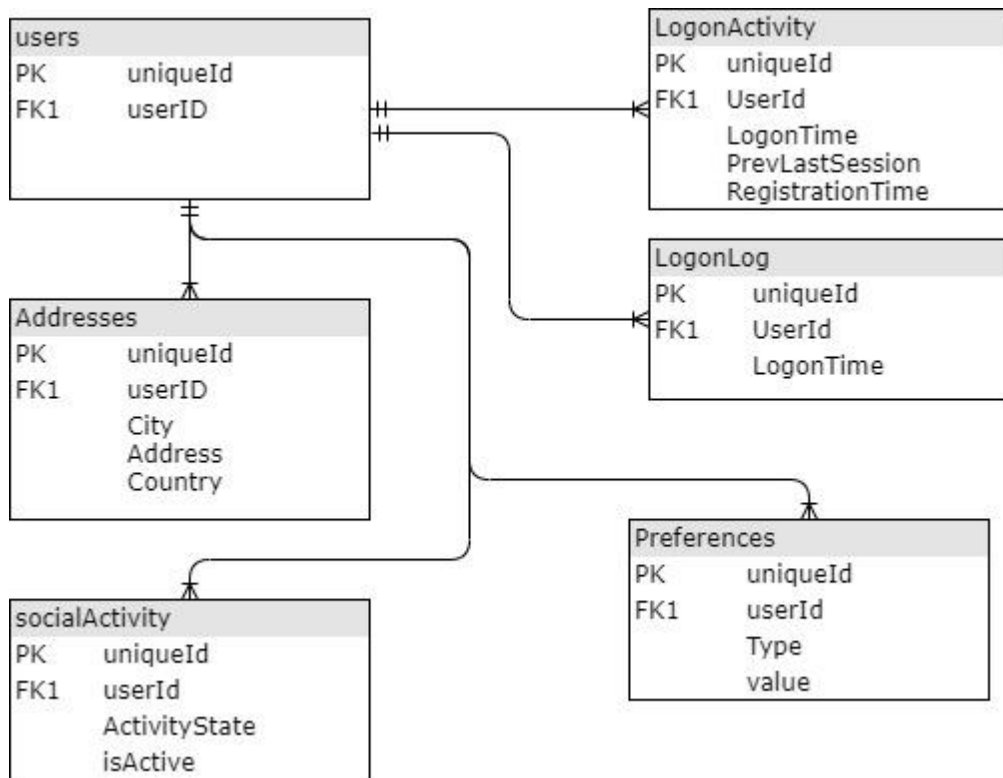 users
PK uniqueId
FK1 userID
LogonActivity
PK uniqueId
FK1 UserId
LogonTime
PrevLastSession
RegistrationTime
LogonLog
PK uniqueId
FK1 UserId
LogonTime
Addresses
PK uniqueId
FK1 userID
City
Address
Country
Preferences
PK uniqueId
FK1 userId
Type
value
socialActivity
PK uniqueId
FK1 userId
ActivityState
isActive